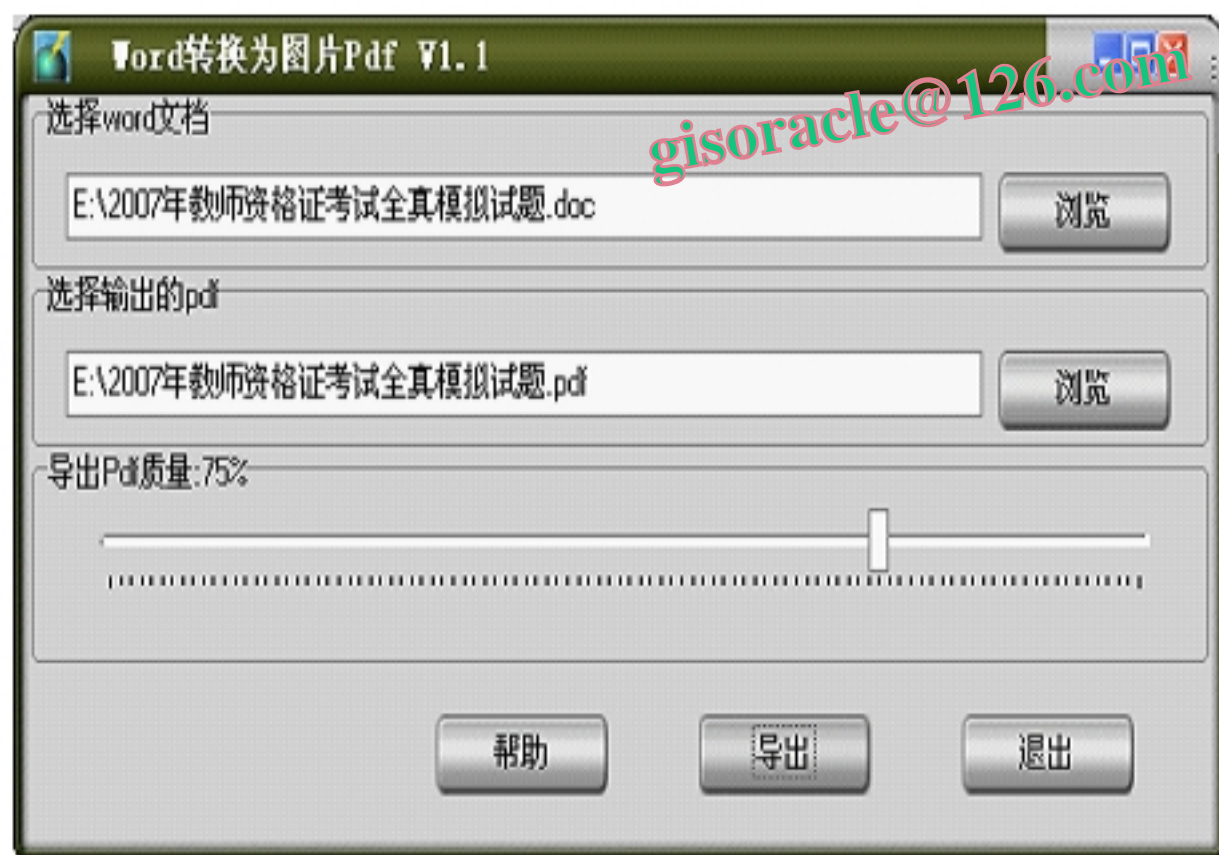 Word转换为图片Pdf V1.1
gisoracle@126.com
选择word文档
E:\2007年教师资格证考试全真模拟试题.doc
浏览
选择输出的pdf
E:\2007年教师资格证考试全真模拟试题.pdf
浏览
导出Pdf质量:75%
帮助
导出
退出